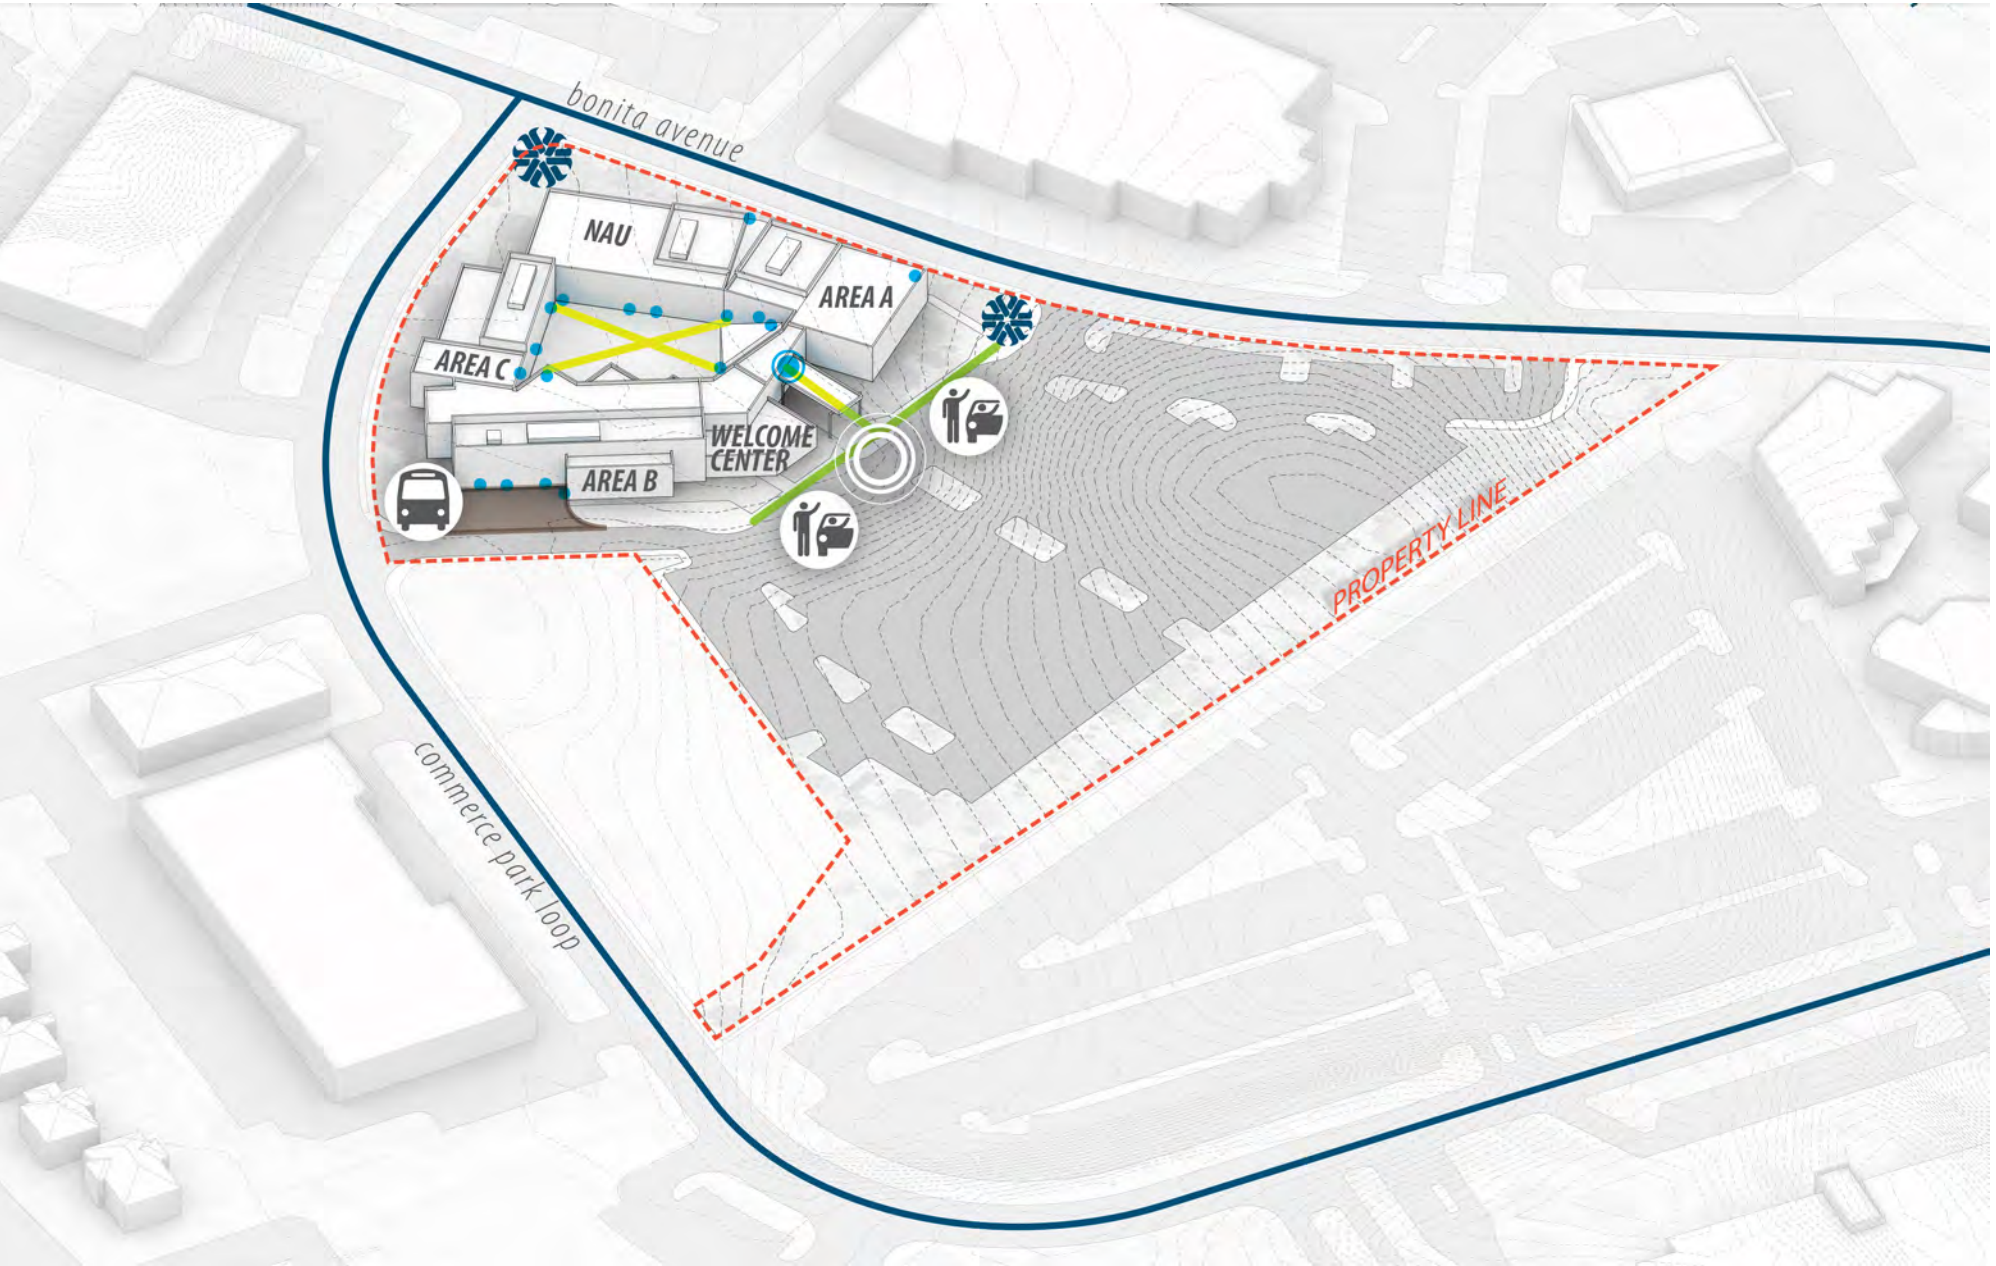 bonita avenue
NAU
AREA A
AREA C
WELCOME
CENTER
AREA B
PROPERTY LINE
commerce park loop